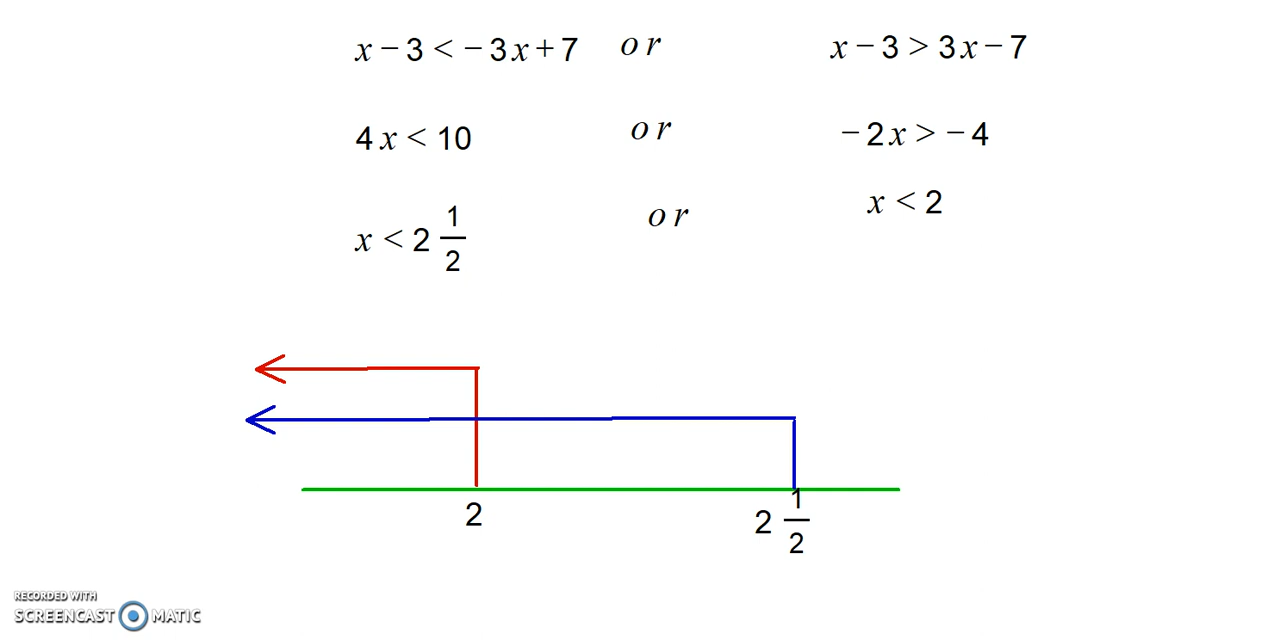 x − 3 < − 3x + 7 or x − 3 > 3x − 7
4x < 10 or − 2x > − 4
x < 2 1/2 or x < 2
2 2 1/2
RECORDED WITH
SCREENCAST MATIC